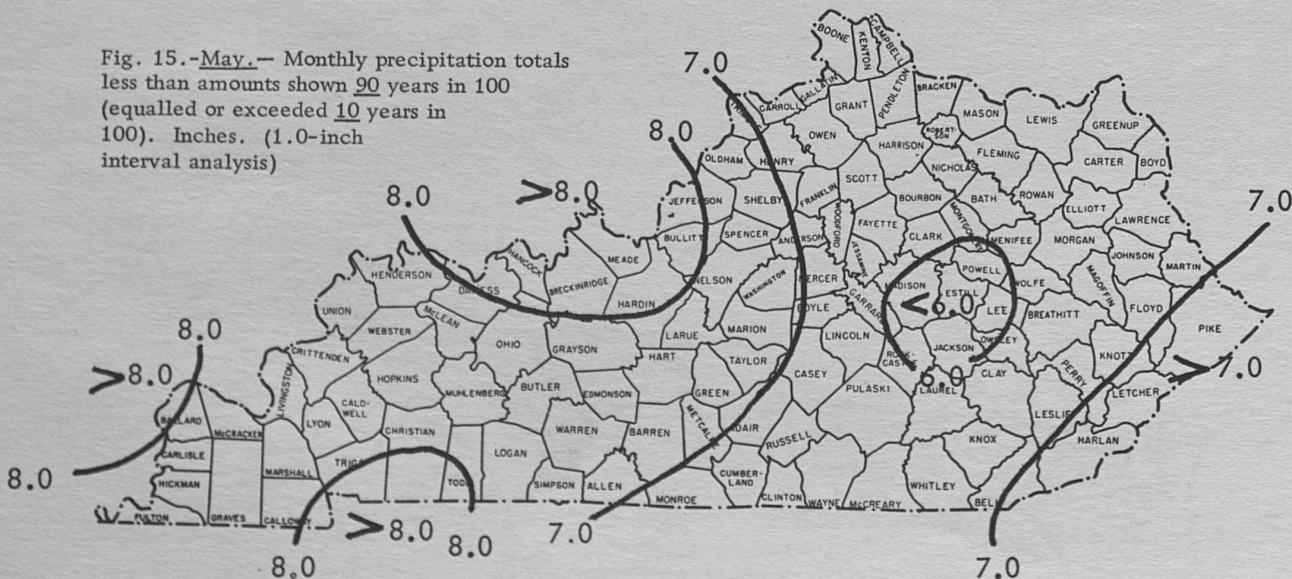 Fig. 15.-May.— Monthly precipitation totals
less than amounts shown 90 years in 100
(equalled or exceeded 10 years in
100). Inches. (1.0-inch
interval analysis)
BOONE
KENTON
CAMPBELL
7.0
GALLATIN
CARROLL
GRANT
PENDLETON
BRACKEN
MASON
LEWIS
GREENUP
8.0
OWEN
ROBERT-
SON
OLDHAM
HENRY
HARRISON
FLEMING
NICHOLAS
CARTER
BOYD
8.0
>8.0
JEFFERSON
SHELBY
FRANKLIN
SCOTT
BOURBON
BATH
ROWAN
ELLIOTT
LAWRENCE
7.0
BULLITT
SPENCER
ANDERSON
WOODFORD
FAYETTE
CLARK
MONTGOMERY
MENIFEE
MORGAN
HENDERSON
HANCOCK
MEADE
JESSAMINE
POWELL
JOHNSON
MARTIN
DAVIESS
BRECKINRIDGE
NELSON
WASHINGTON
MERCER
MADISON
WOLFE
MAGOFFIN
UNION
McLEAN
HARDIN
BOYLE
GARRARD
<6.0
ESTILL
LEE
BREATHITT
FLOYD
PIKE
8.0
WEBSTER
OHIO
GRAYSON
LARUE
MARION
LINCOLN
OWSLEY
CRITTENDEN
HART
TAYLOR
ROCK-
CASTLE
JACKSON
KNOTT
>8.0
LIVINGSTON
HOPKINS
MUHLENBERG
BUTLER
EDMONSON
GREEN
CASEY
PULASKI
6.0
CLAY
PERRY
>7.0
LAUREL
LETCHER
BALLARD
McCRACKEN
LYON
CALD-
WELL
CHRISTIAN
WARREN
BARREN
METCALFE
ADAIR
RUSSELL
LESLIE
CARLISLE
MARSHALL
TRIGG
TODD
LOGAN
KNOX
HARLAN
8.0
HICKMAN
SIMPSON
ALLEN
MONROE
CUMBER-
LAND
CLINTON
WAYNE
McCREARY
WHITLEY
BELL
FULTON
GRAVES
CALLOWAY
>8.0
8.0
7.0
8.0
7.0